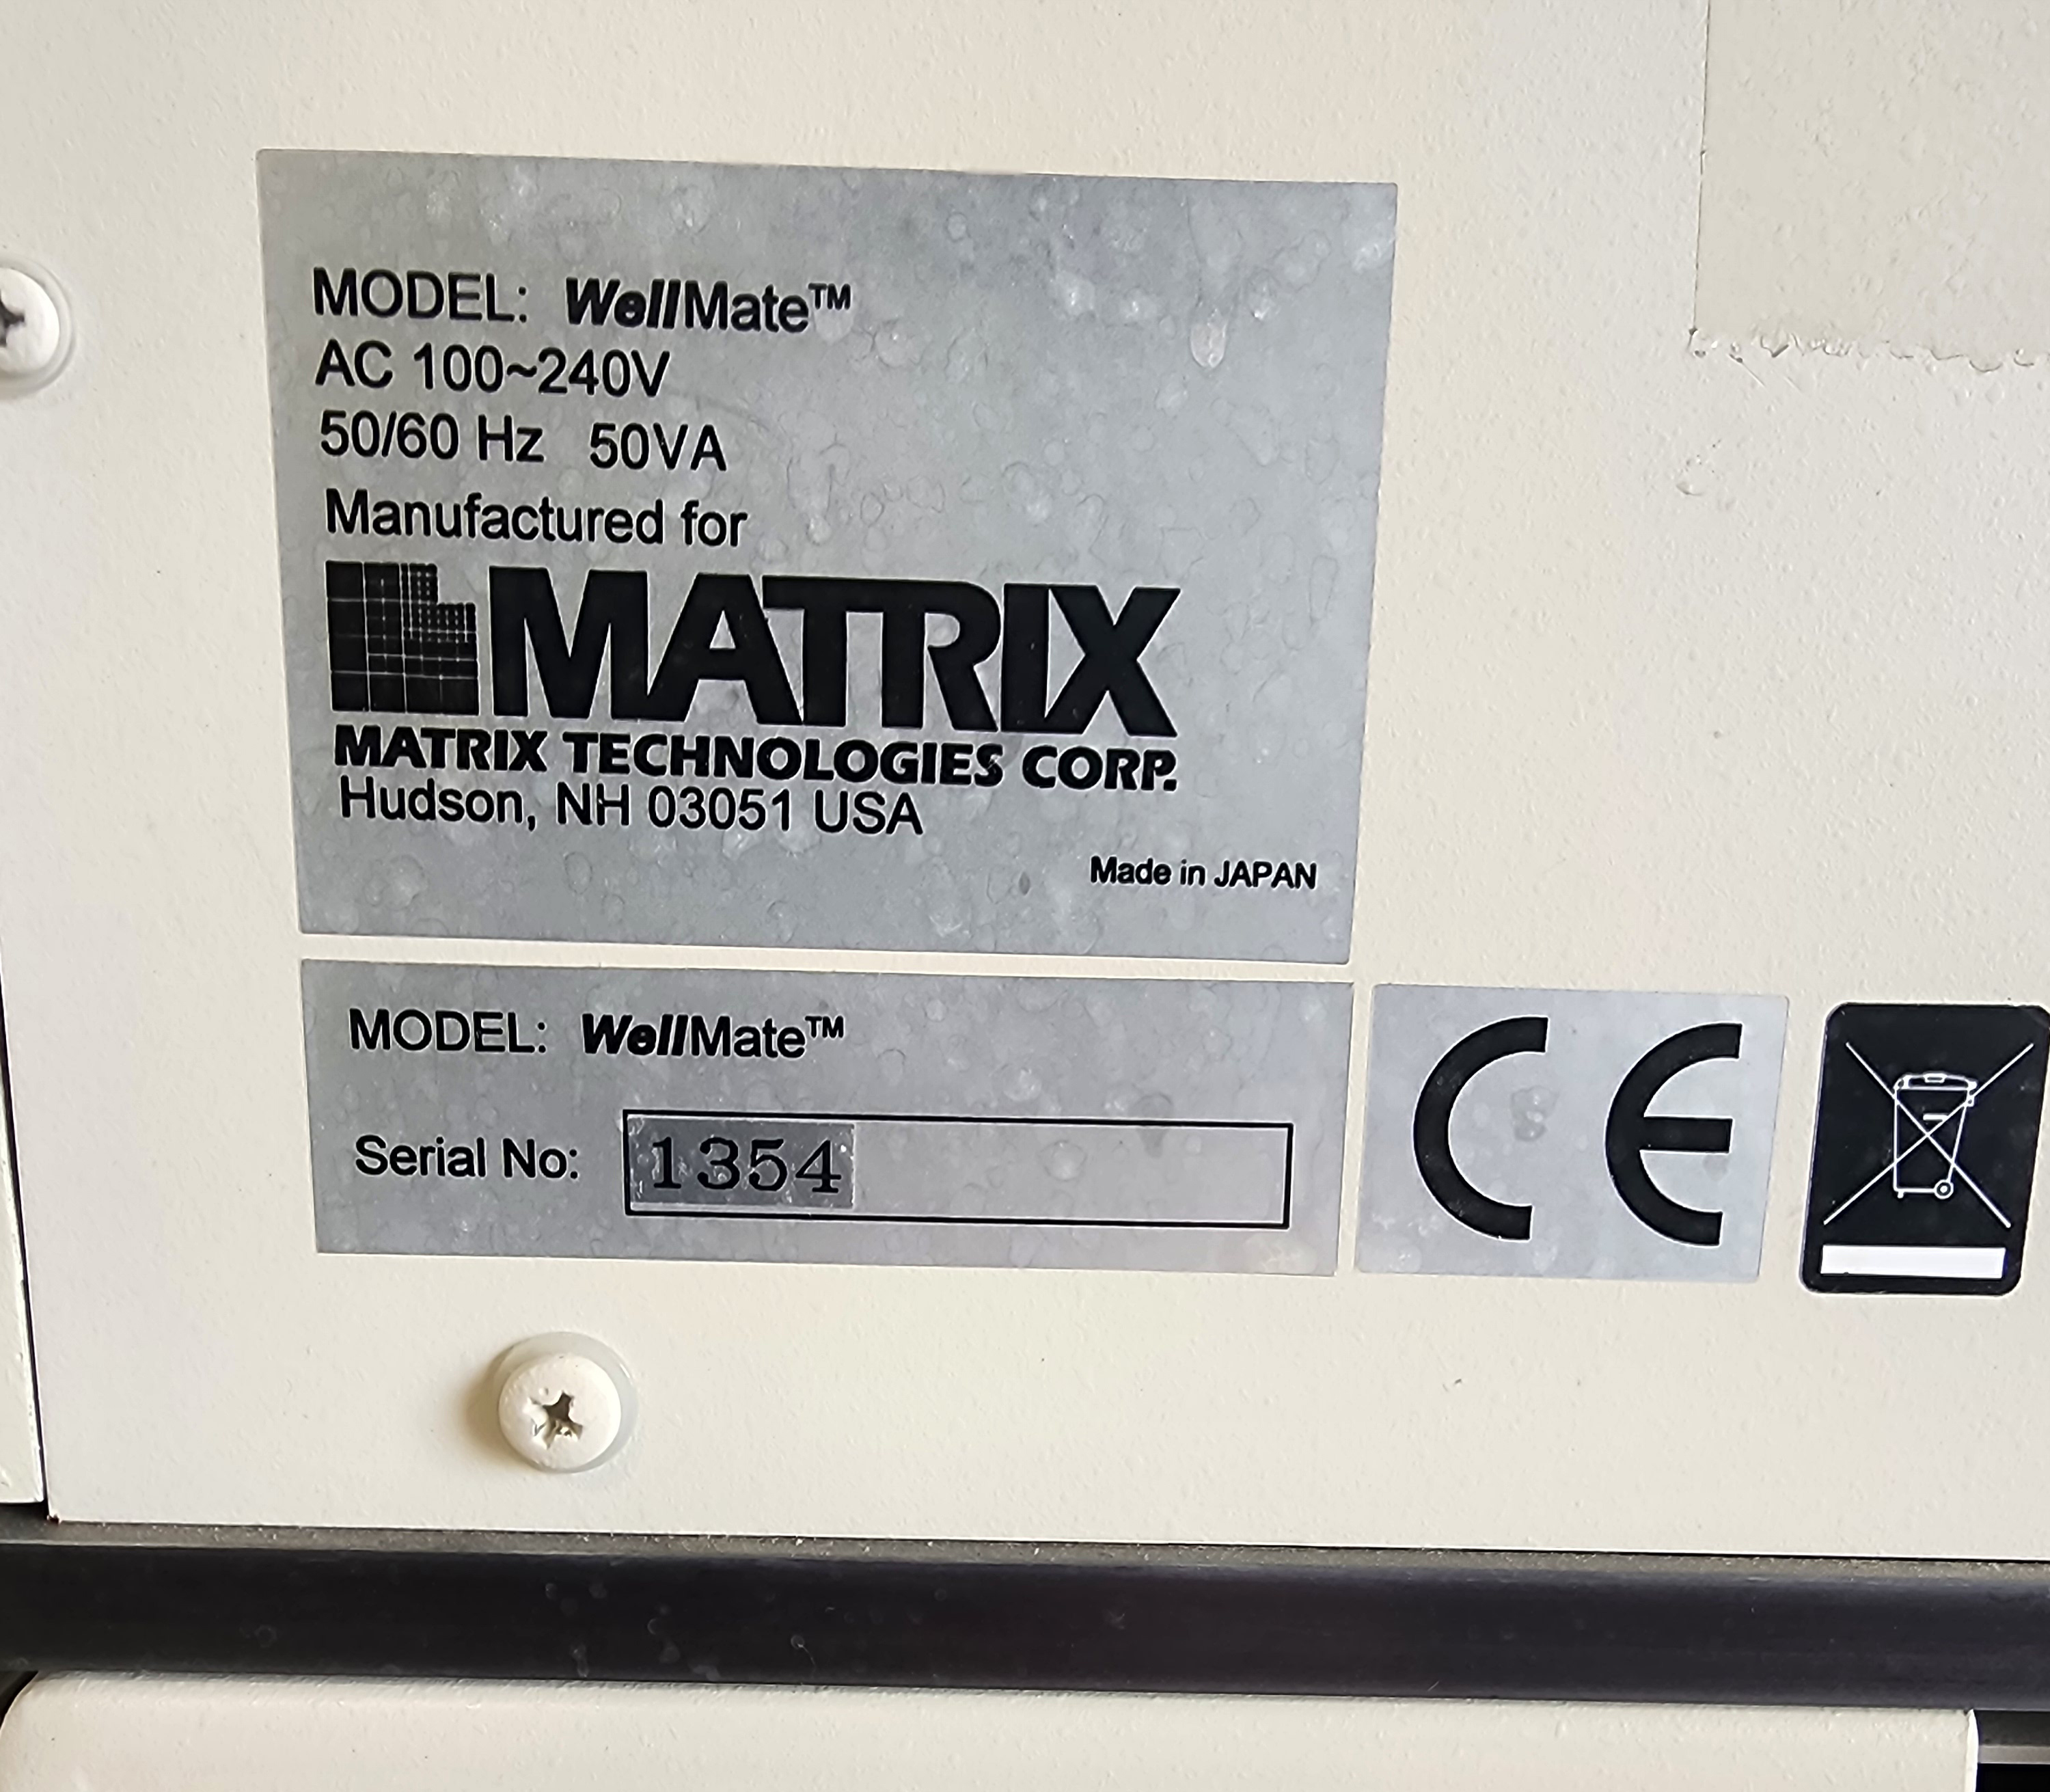 MODEL: WellMate™
AC 100~240V
50/60 Hz 50VA
Manufactured for
MATRIX
MATRIX TECHNOLOGIES CORP.
Hudson, NH 03051 USA
Made in JAPAN
MODEL: WellMate™
Serial No: 1354
CE